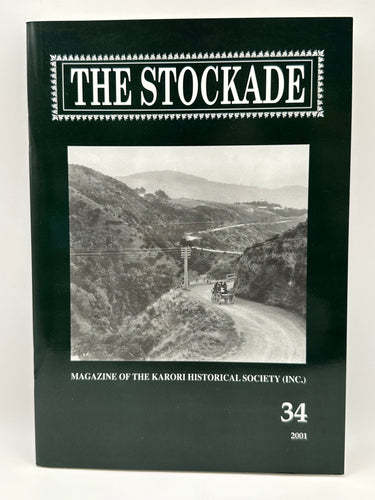 THE STOCKADE
MAGAZINE OF THE KARORI HISTORICAL SOCIETY (INC.)
34
2001